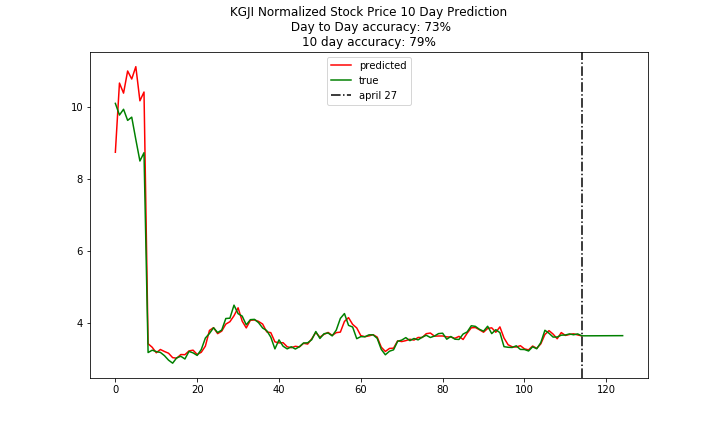 KGJI Normalized Stock Price 10 Day Prediction
Day to Day accuracy: 73%
10 day accuracy: 79%
predicted
true
april 27
10
8
6
4
0
20
40
60
80
100
120